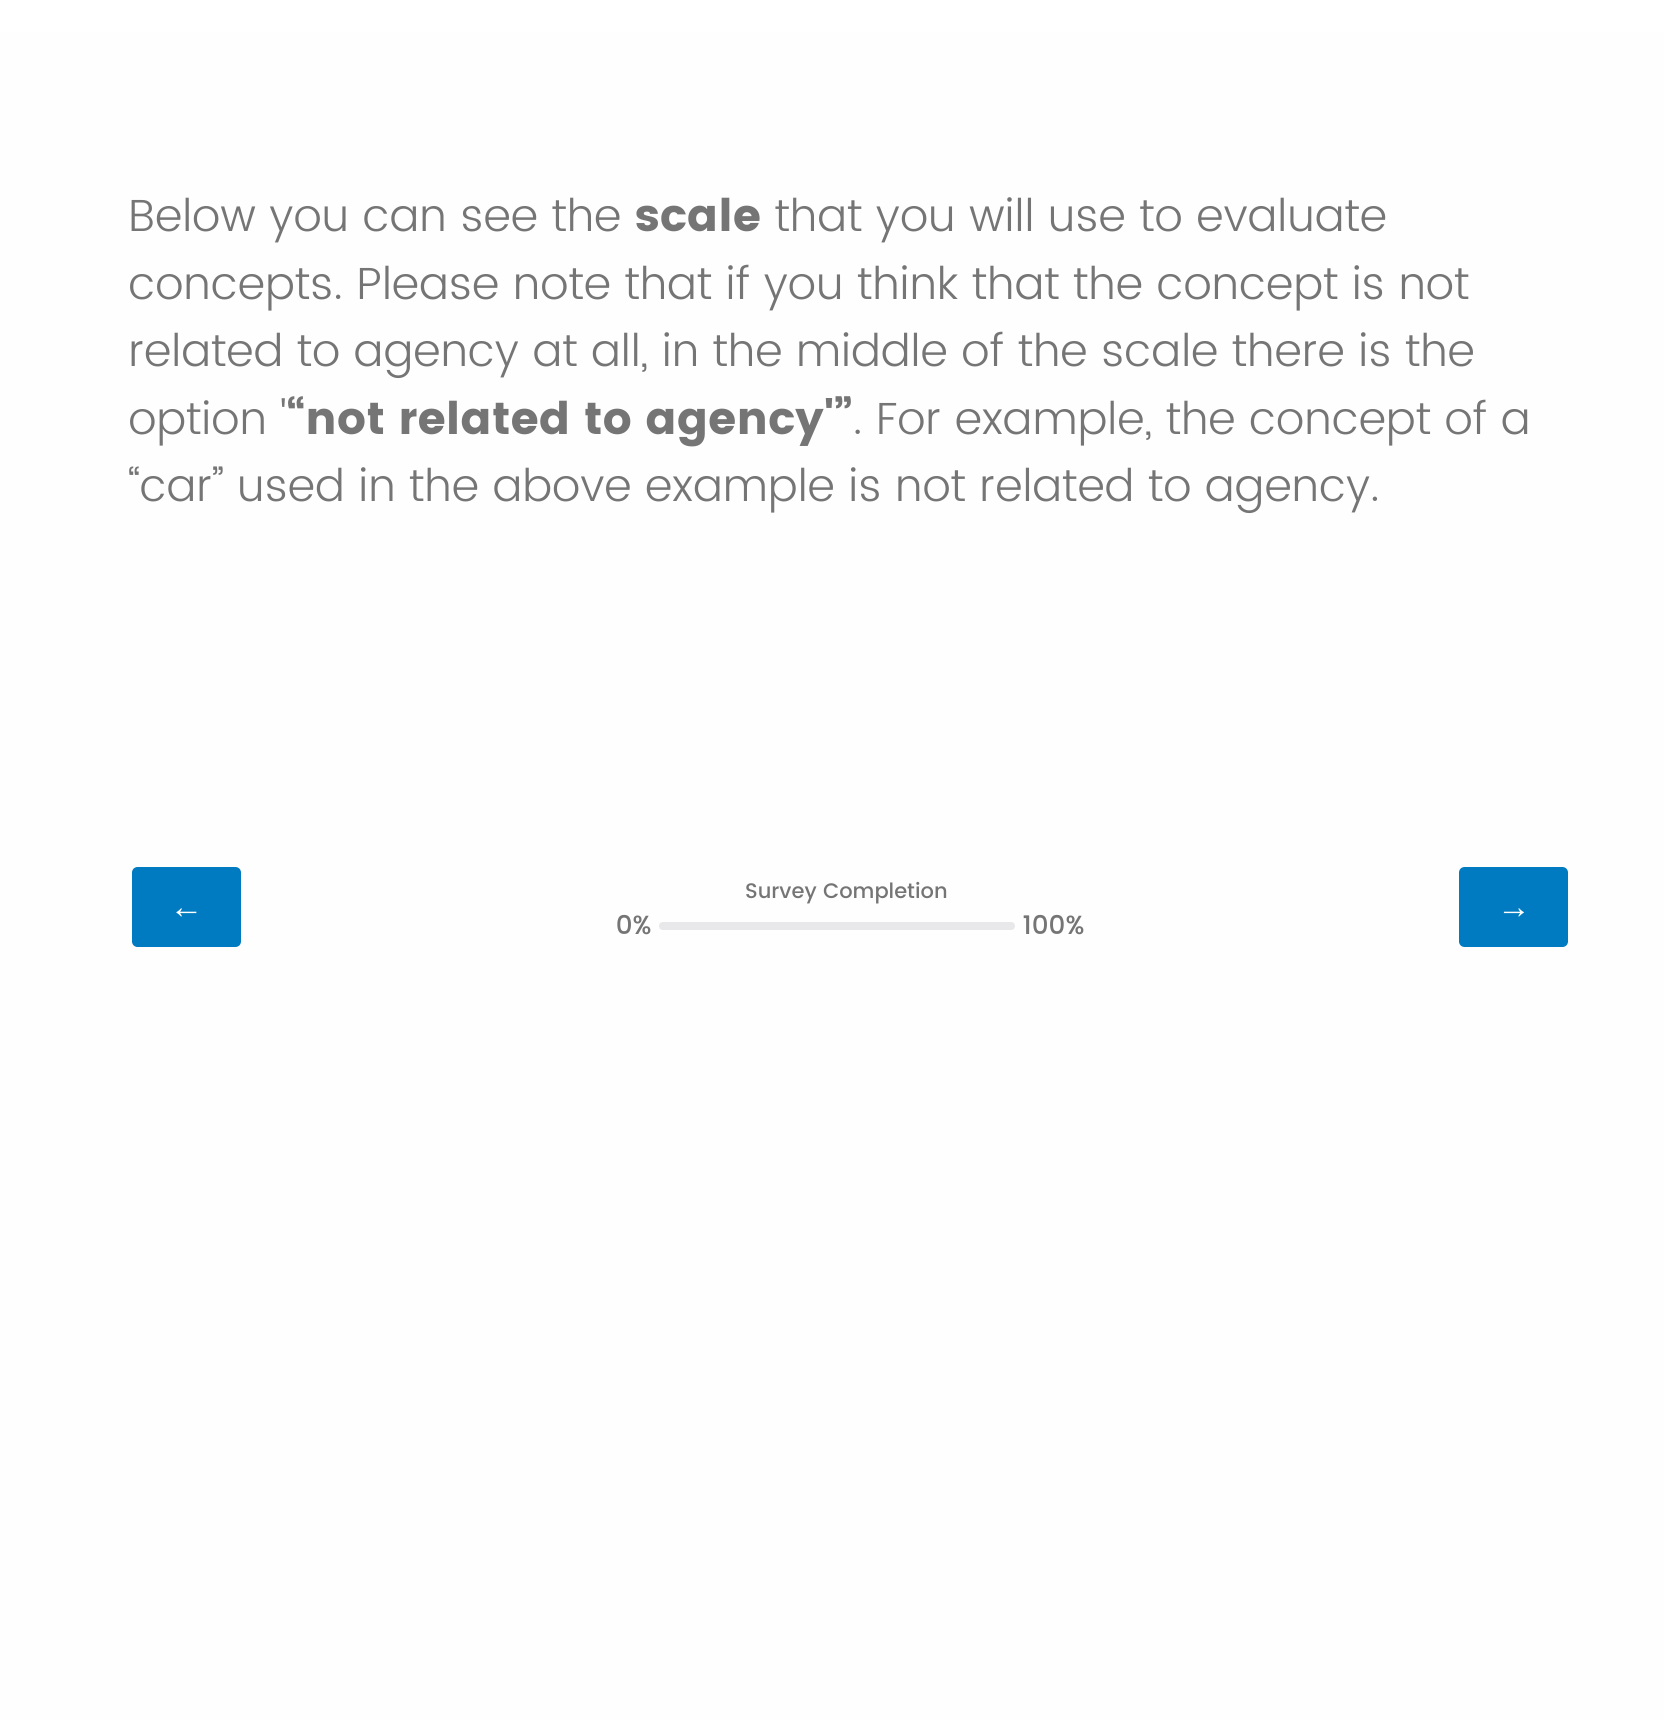 Below you can see the scale that you will use to evaluate
concepts. Please note that if you think that the concept is not
related to agency at all, in the middle of the scale there is the
option '“not related to agency'”. For example, the concept of a
“car” used in the above example is not related to agency.
←
Survey Completion
0% 100%
→